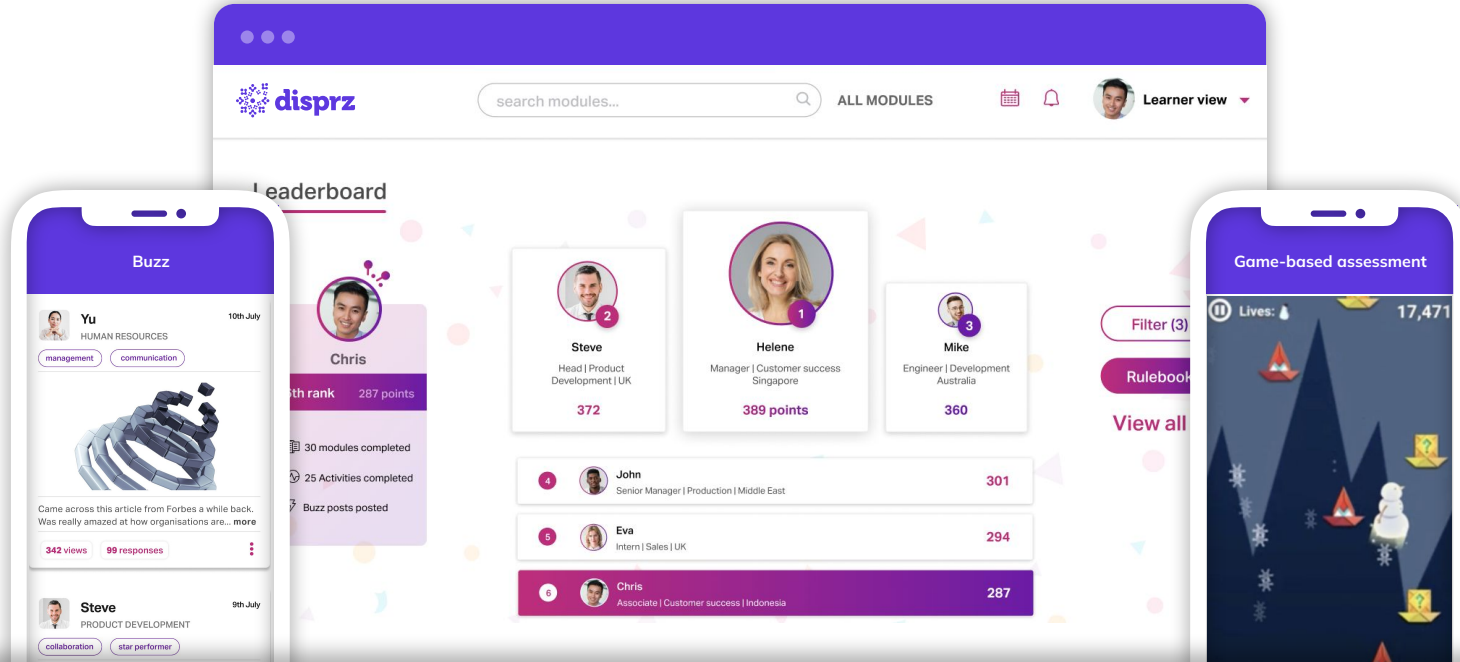 disprz
search modules...
ALL MODULES
Learner view
Leaderboard
Chris
6th rank
287 points
30 modules completed
25 Activities completed
Buzz posts posted
2
Steve
Head | Product
Development | UK
372
1
Helene
Manager | Customer success
Singapore
389 points
3
Mike
Engineer | Development
Australia
360
4
John
Senior Manager | Production | Middle East
301
5
Eva
Intern | Sales | UK
294
6
Chris
Associate | Customer success | Indonesia
287
Filter (3)
Rulebook
View all
Buzz
Yu
10th July
HUMAN RESOURCES
management
communication
Came across this article from Forbes a while back.
Was really amazed at how organisations are... more
342 views
99 responses
Steve
9th July
PRODUCT DEVELOPMENT
collaboration
star performer
Game-based assessment
Lives:
17,471
?
?